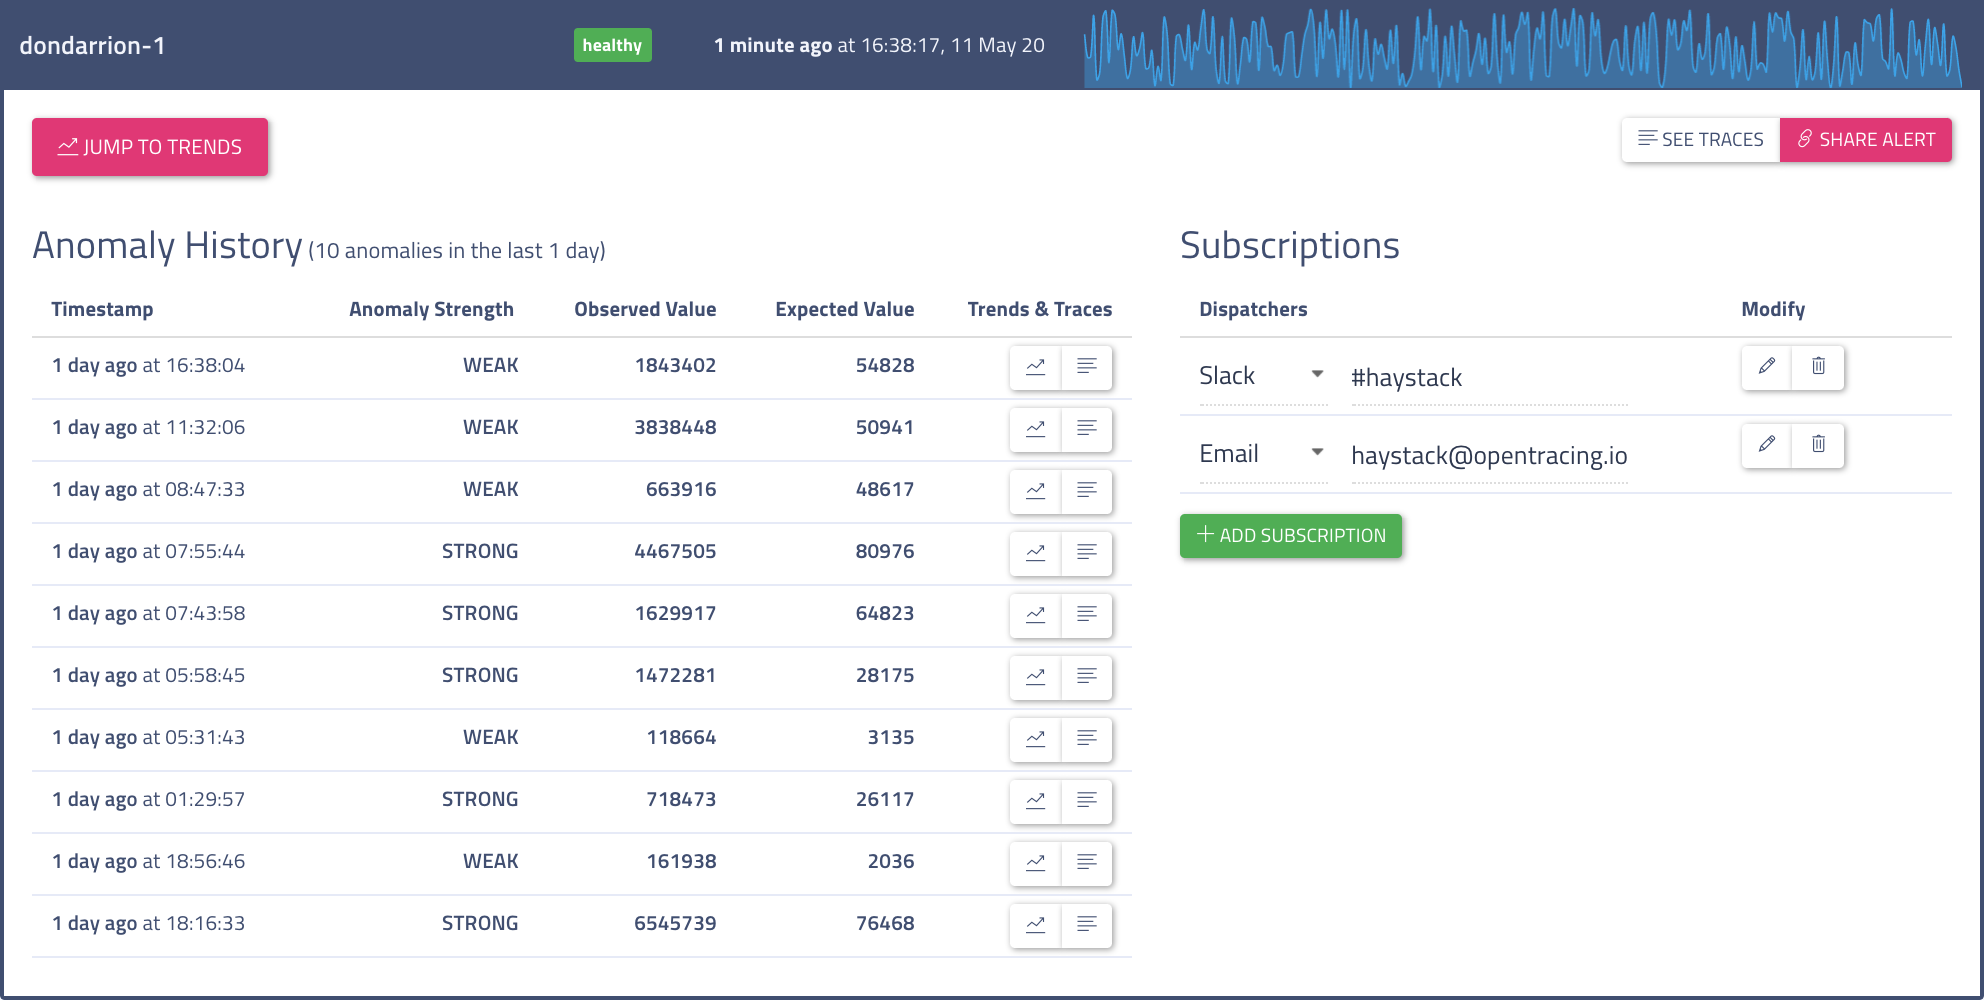 dondarrion-1 healthy 1 minute ago at 16:38:17, 11 May 20
JUMP TO TRENDS
SEE TRACES SHARE ALERT
Anomaly History (10 anomalies in the last 1 day)
Timestamp Anomaly Strength Observed Value Expected Value Trends & Traces
1 day ago at 16:38:04 WEAK 1843402 54828
1 day ago at 11:32:06 WEAK 3838448 50941
1 day ago at 08:47:33 WEAK 663916 48617
1 day ago at 07:55:44 STRONG 4467505 80976
1 day ago at 07:43:58 STRONG 1629917 64823
1 day ago at 05:58:45 STRONG 1472281 28175
1 day ago at 05:31:43 WEAK 118664 3135
1 day ago at 01:29:57 STRONG 718473 26117
1 day ago at 18:56:46 WEAK 161938 2036
1 day ago at 18:16:33 STRONG 6545739 76468
Subscriptions
Dispatchers Modify
Slack #haystack
Email haystack@opentracing.io
ADD SUBSCRIPTION